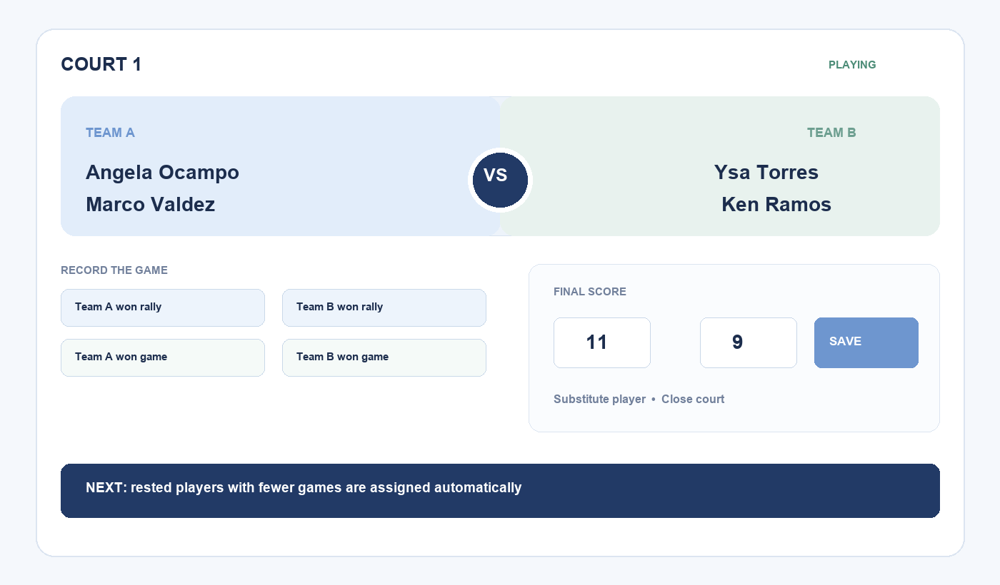 COURT 1
PLAYING
TEAM A
TEAM B
Angela Ocampo
Marco Valdez
VS
Ysa Torres
Ken Ramos
RECORD THE GAME
Team A won rally
Team B won rally
Team A won game
Team B won game
FINAL SCORE
11
9
SAVE
Substitute player • Close court
NEXT: rested players with fewer games are assigned automatically